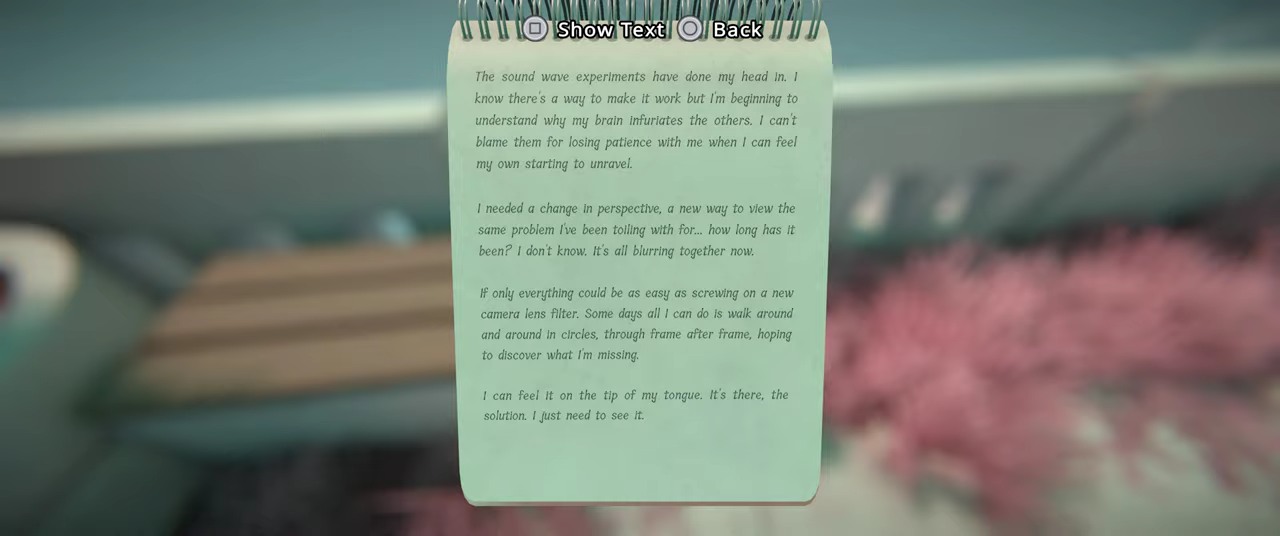 Show Text Back
The sound wave experiments have done my head in. I
know there's a way to make it work but I'm beginning to
understand why my brain infuriates the others. I can't
blame them for losing patience with me when I can feel
my own starting to unravel.
I needed a change in perspective, a new way to view the
same problem I've been toiling with for... how long has it
been? I don't know. It's all blurring together now.
If only everything could be as easy as screwing on a new
camera lens filter. Some days all I can do is walk around
and around in circles, through frame after frame, hoping
to discover what I'm missing.
I can feel it on the tip of my tongue. It's there, the
solution. I just need to see it.